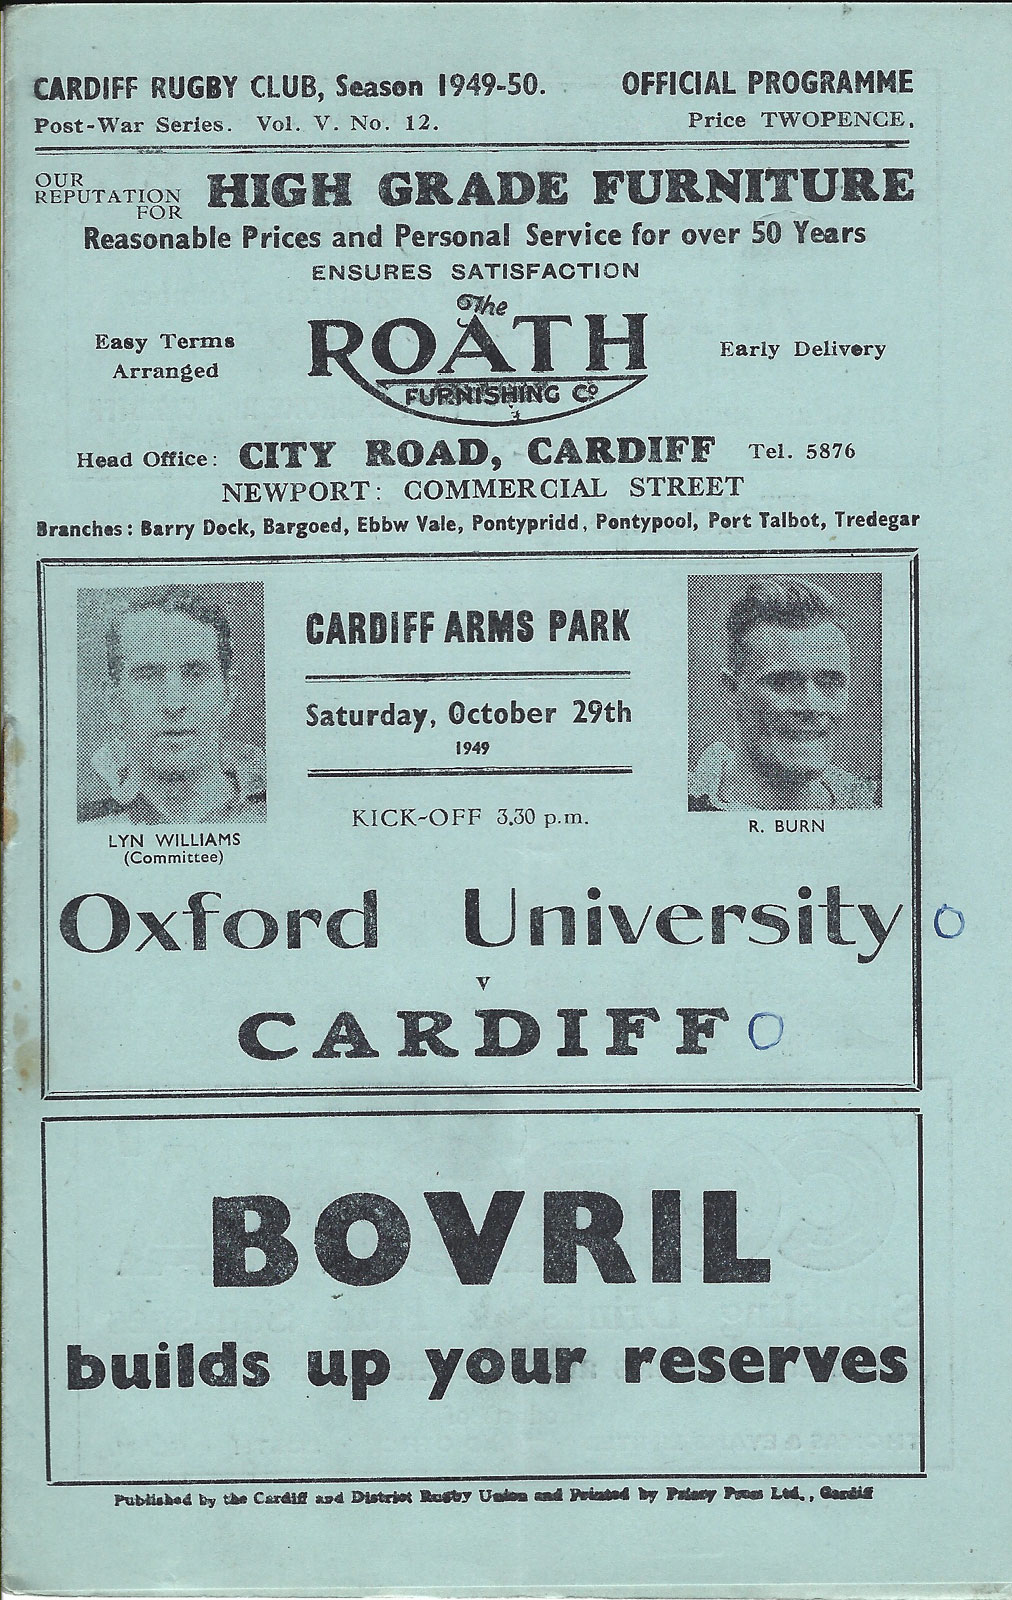 CARDIFF RUGBY CLUB, Season 1949-50. OFFICIAL PROGRAMME
Post-War Series. Vol. V. No. 12. Price TWOPENCE.
OUR REPUTATION FOR HIGH GRADE FURNITURE
Reasonable Prices and Personal Service for over 50 Years
ENSURES SATISFACTION
The
Easy Terms Arranged ROATH Early Delivery
FURNISHING Co
Head Office: CITY ROAD, CARDIFF Tel. 5876
NEWPORT: COMMERCIAL STREET
Branches: Barry Dock, Bargoed, Ebbw Vale, Pontypridd, Pontypool, Port Talbot, Tredegar
CARDIFF ARMS PARK
Saturday, October 29th
1949
KICK-OFF 3.30 p.m.
LYN WILLIAMS
(Committee)
R. BURN
Oxford University 0
v
CARDIFF 0
BOVRIL
builds up your reserves
Published by the Cardiff and District Rugby Union and Printed by Priory Press Ltd., Cardiff